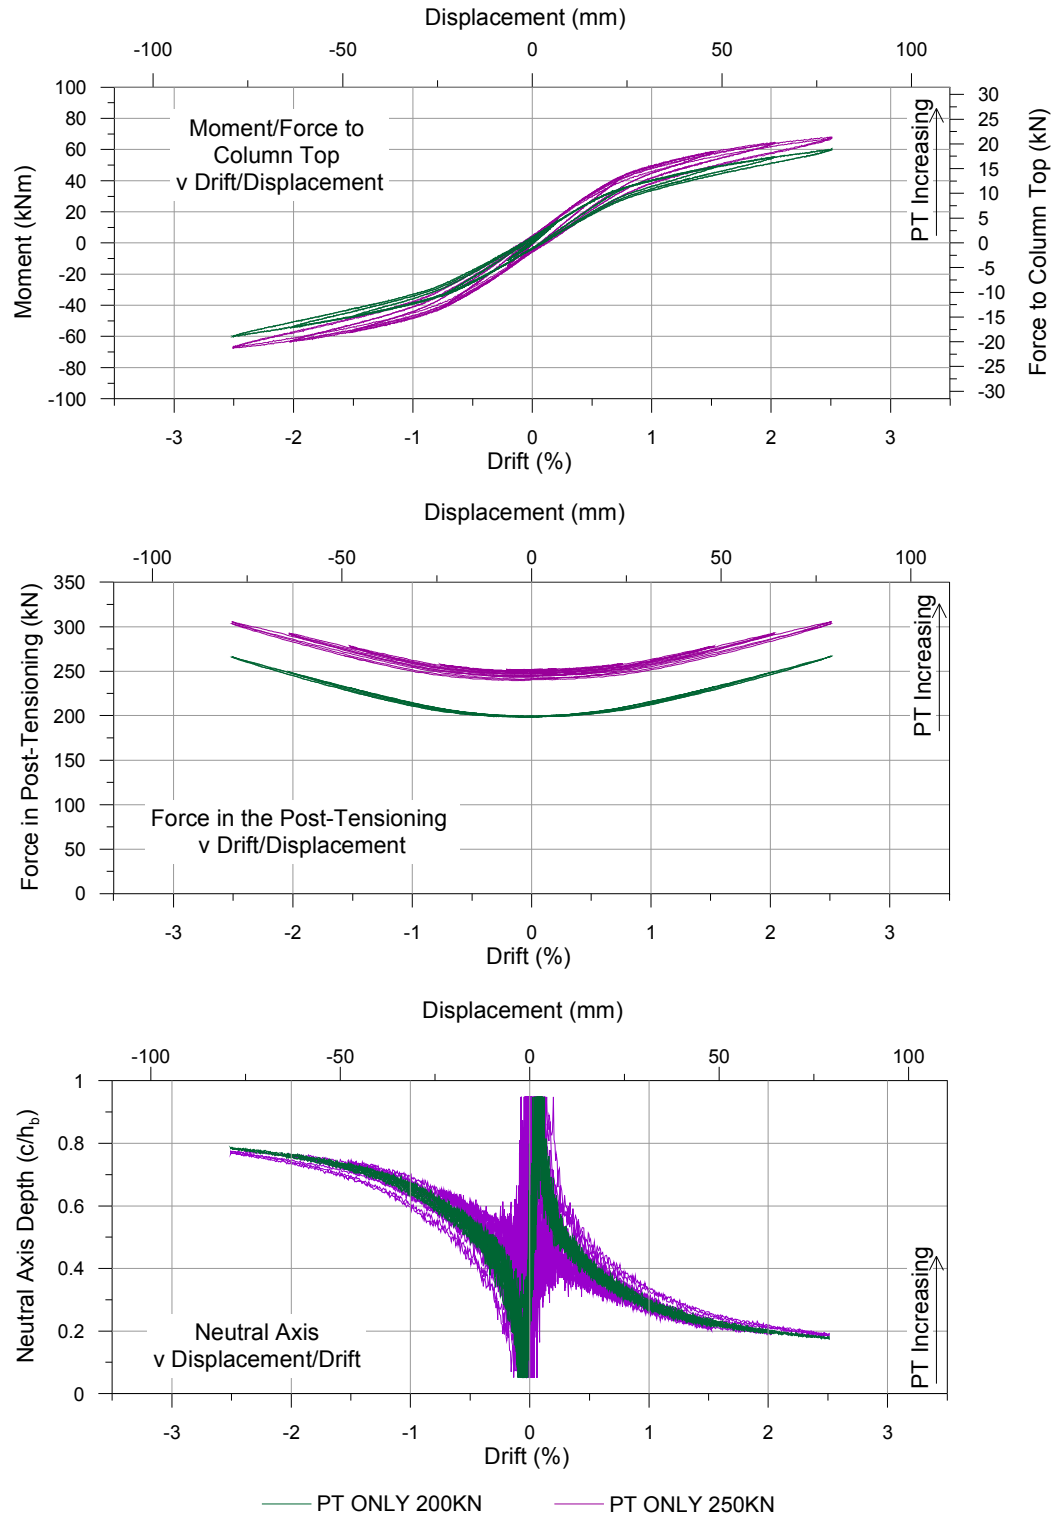 Displacement (mm)
-100 -50 0 50 100
100 80 60 40 20 0 -20 -40 -60 -80 -100
Moment (kNm)
Moment/Force to
Column Top
v Drift/Displacement
PT Increasing
30 25 20 15 10 5 0 -5 -10 -15 -20 -25 -30
Force to Column Top (kN)
-3 -2 -1 0 1 2 3
Drift (%)
Displacement (mm)
-100 -50 0 50 100
350 300 250 200 150 100 50 0
Force in Post-Tensioning (kN)
PT Increasing
Force in the Post-Tensioning
v Drift/Displacement
-3 -2 -1 0 1 2 3
Drift (%)
Displacement (mm)
-100 -50 0 50 100
1 0.8 0.6 0.4 0.2 0
Neutral Axis Depth (c/h_b)
Neutral Axis
v Displacement/Drift
PT Increasing
-3 -2 -1 0 1 2 3
Drift (%)
PT ONLY 200KN PT ONLY 250KN